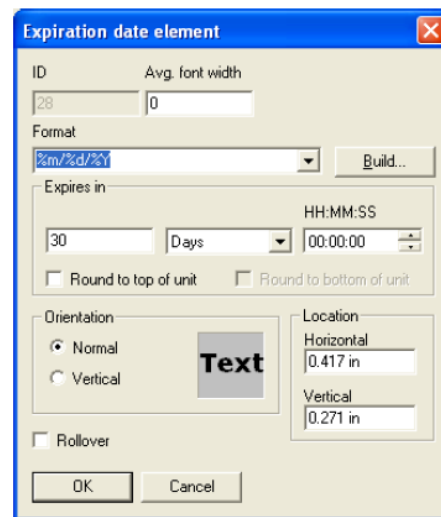 Expiration date element
ID Avg. font width
28 0
Format
%m/%d/%Y Build...
Expires in
HH:MM:SS
30 Days 00:00:00
Round to top of unit Round to bottom of unit
Orientation
Normal
Vertical
Text
Location
Horizontal
0.417 in
Vertical
0.271 in
Rollover
OK Cancel